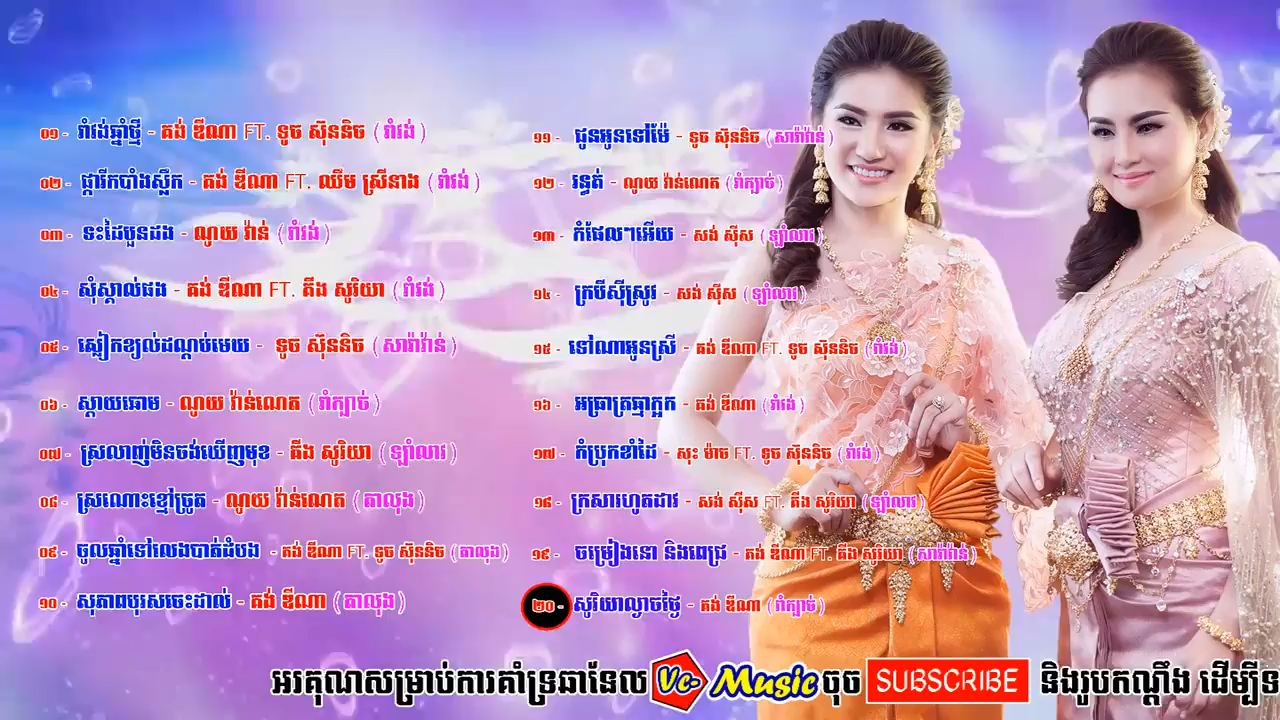 ០១ - រាំវង់ឆ្នាំថ្មី - គង់ ឌីណា FT. ទូច ស៊ុននិច ( រាំវង់ )
០២ - ផ្ការីកបាំងស្លឹក - គង់ ឌីណា FT. ឈឹម ស្រីនាង ( រាំវង់ )
០៣ - ទះដៃបួនដង - ណូយ វ៉ាន់ ( រាំវង់ )
០៤ - សុំស្គាល់ផង - គង់ ឌីណា FT. គីង សូរិយា ( រាំវង់ )
០៥ - ស្លៀកខ្យល់ដណ្តប់មេឃ - ទូច ស៊ុននិច ( សារ៉ាវ៉ាន់ )
០៦ - ស្តាយឆោម - ណូយ វ៉ាន់ណេត ( រាំក្បាច់ )
០៧ - ស្រលាញ់មិនចង់ឃើញមុខ - គីង សូរិយា ( ឡាំលាវ )
០៨ - ស្រណោះខ្មៅច្រូត - ណូយ វ៉ាន់ណេត ( តាលុង )
០៩ - ចូលឆ្នាំទៅលេងបាត់ដំបង - គង់ ឌីណា FT. ទូច ស៊ុននិច ( តាលុង )
១០ - សុភាពបុរសចេះដាល់ - គង់ ឌីណា ( តាលុង )
១១ - ជូនអូនទៅម៉ែ - ទូច ស៊ុននិច ( សារ៉ាវ៉ាន់ )
១២ - រន្ធត់ - ណូយ វ៉ាន់ណេត ( រាំក្បាច់ )
១៣ - កំផែលៗអើយ - សង់ ស៊ីស ( ឡាំលាវ )
១៤ - ក្របីស៊ីស្រូវ - សង់ ស៊ីស ( ឡាំលាវ )
១៥ - ទៅណាអូនស្រី - គង់ ឌីណា FT. ទូច ស៊ុននិច ( រាំវង់ )
១៦ - អធ្រាត្រធ្មាក្អក - គង់ ឌីណា ( រាំវង់ )
១៧ - កំប្រុកខាំដៃ - សុះ ម៉ាច FT. ទូច ស៊ុននិច ( រាំវង់ )
១៨ - ក្រសារហូតដាវ - សង់ ស៊ីស FT. គីង សូរិយា ( ឡាំលាវ )
១៩ - ចម្រៀងនោ និងពេជ្រ - គង់ ឌីណា FT. គីង សូរិយា ( សារ៉ាវ៉ាន់ )
២០ - សូរិយាល្ងាចថ្ងៃ - គង់ ឌីណា ( រាំក្បាច់ )
អរគុណសម្រាប់ការគាំទ្រឆានែល Vc- Music ចុច SUBSCRIBE និងរូបកណ្តឹង ដើម្បីទ